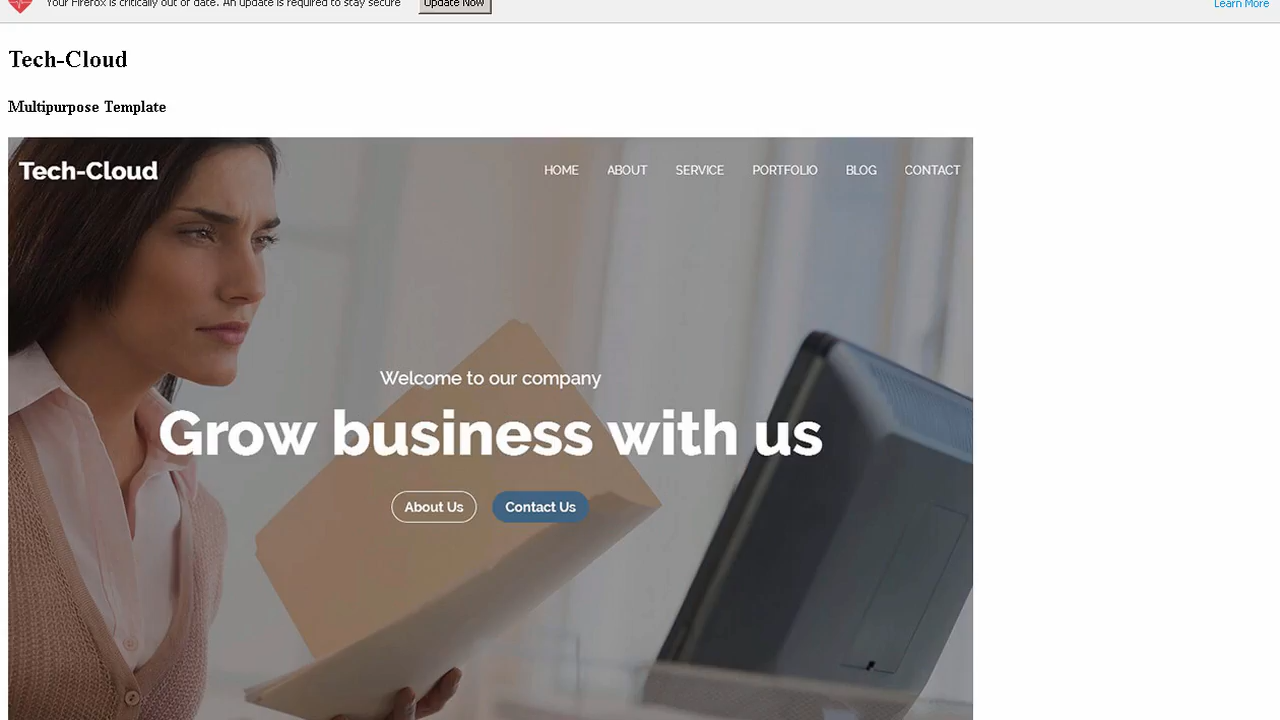 Your Firefox is critically out of date. An update is required to stay secure
Update Now
Learn More
Tech-Cloud
Multipurpose Template
Tech-Cloud
HOME ABOUT SERVICE PORTFOLIO BLOG CONTACT
Welcome to our company
Grow business with us
About Us Contact Us